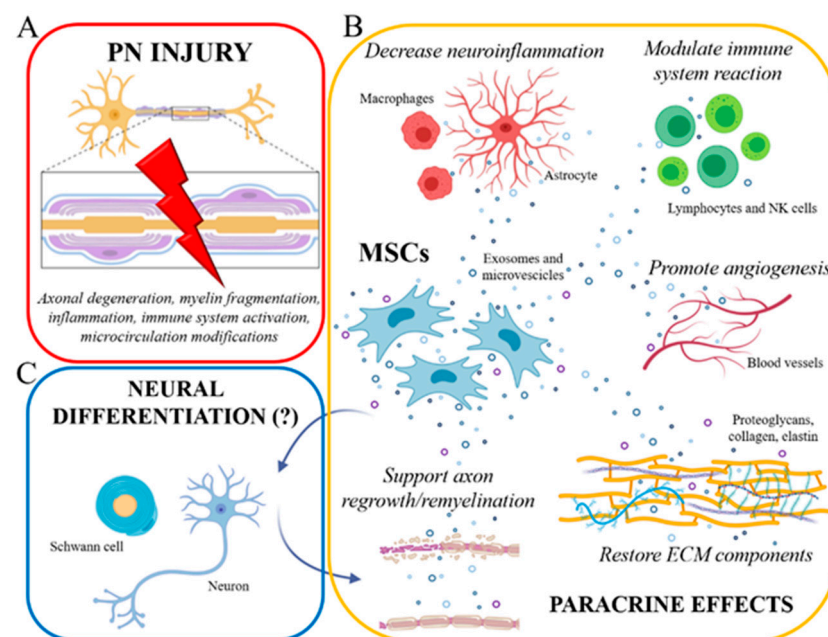 A
PN INJURY
Axonal degeneration, myelin fragmentation,
inflammation, immune system activation,
microcirculation modifications
B
Decrease neuroinflammation
Macrophages
Astrocyte
Modulate immune
system reaction
Lymphocytes and NK cells
MSCs
Exosomes and
microvescicles
Promote angiogenesis
Blood vessels
Proteoglycans,
collagen, elastin
Restore ECM components
Support axon
regrowth/remyelination
PARACRINE EFFECTS
C
NEURAL
DIFFERENTIATION (?)
Schwann cell
Neuron